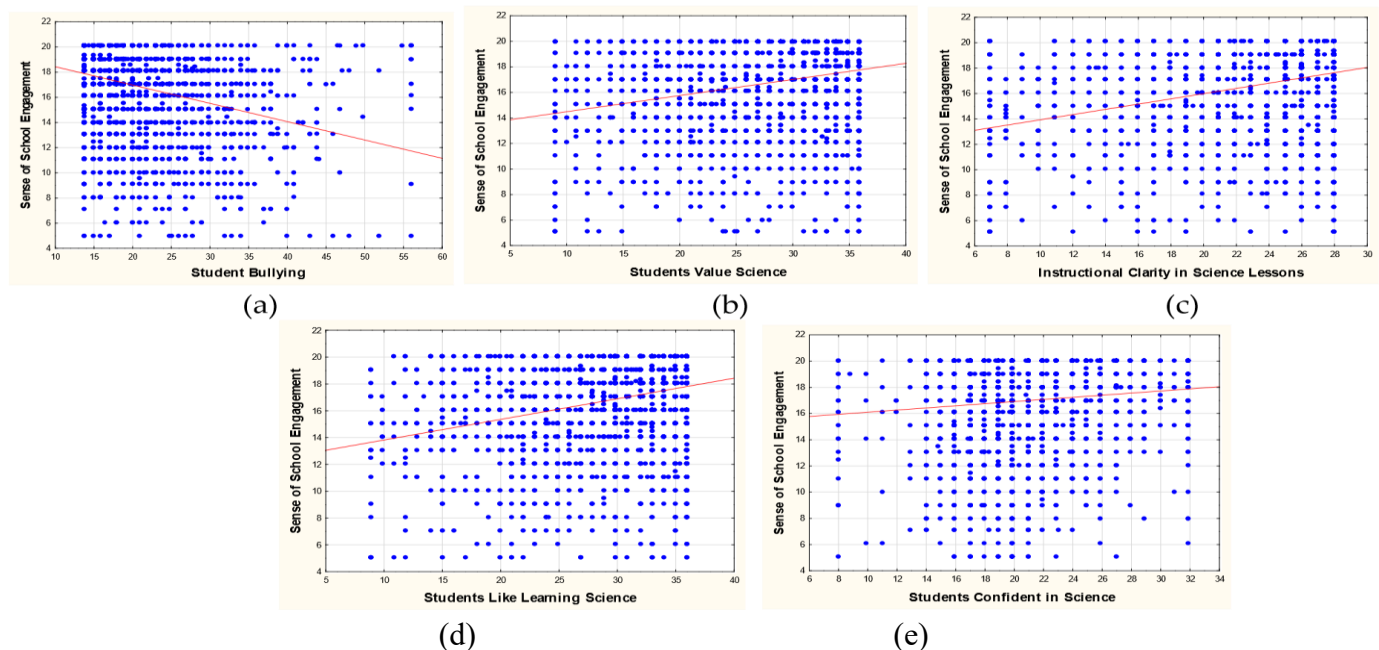 22
20
18
16
14
12
10
8
6
4
Sense of School Engagement
10 15 20 25 30 35 40 45 50 55 60
Student Bullying
(a)
22
20
18
16
14
12
10
8
6
4
Sense of School Engagement
5 10 15 20 25 30 35 40
Students Value Science
(b)
22
20
18
16
14
12
10
8
6
4
Sense of School Engagement
6 8 10 12 14 16 18 20 22 24 26 28 30
Instructional Clarity in Science Lessons
(c)
22
20
18
16
14
12
10
8
6
4
Sense of School Engagement
5 10 15 20 25 30 35 40
Students Like Learning Science
(d)
22
20
18
16
14
12
10
8
6
4
Sense of School Engagement
6 8 10 12 14 16 18 20 22 24 26 28 30 32 34
Students Confident in Science
(e)